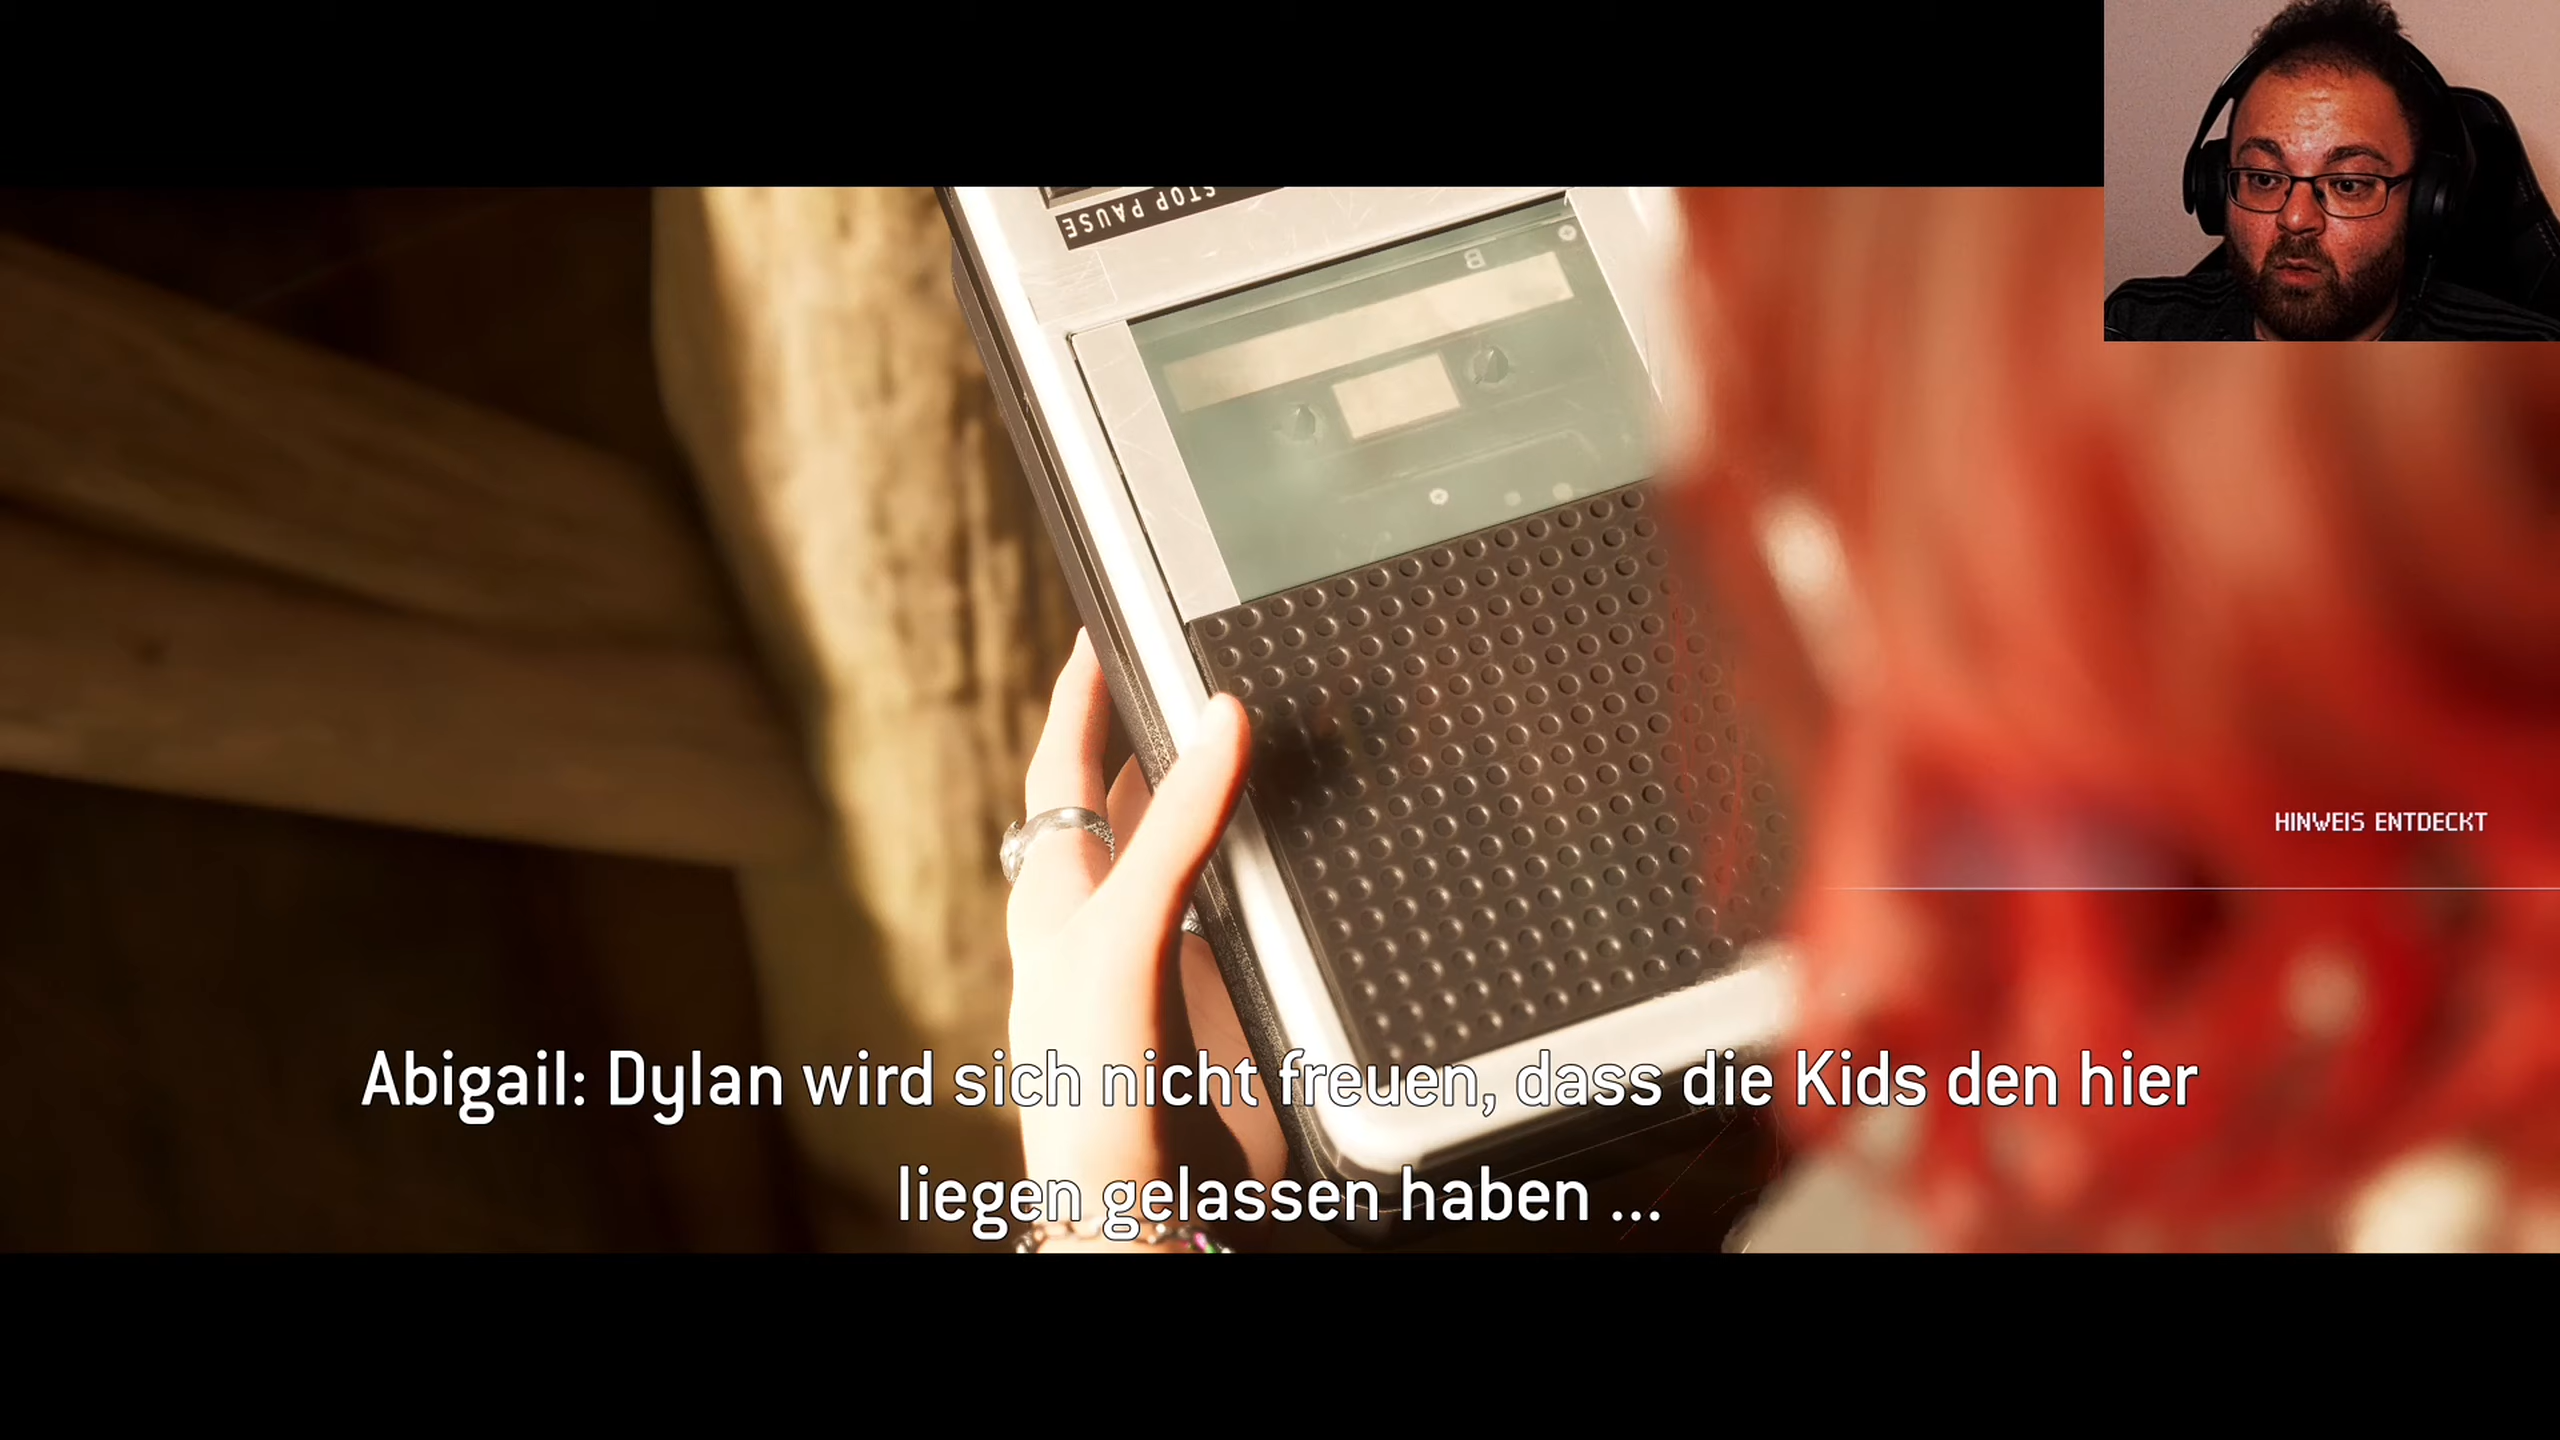 STOP PAUSE
B
HINWEIS ENTDECKT
Abigail: Dylan wird sich nicht freuen, dass die Kids den hier
liegen gelassen haben ...